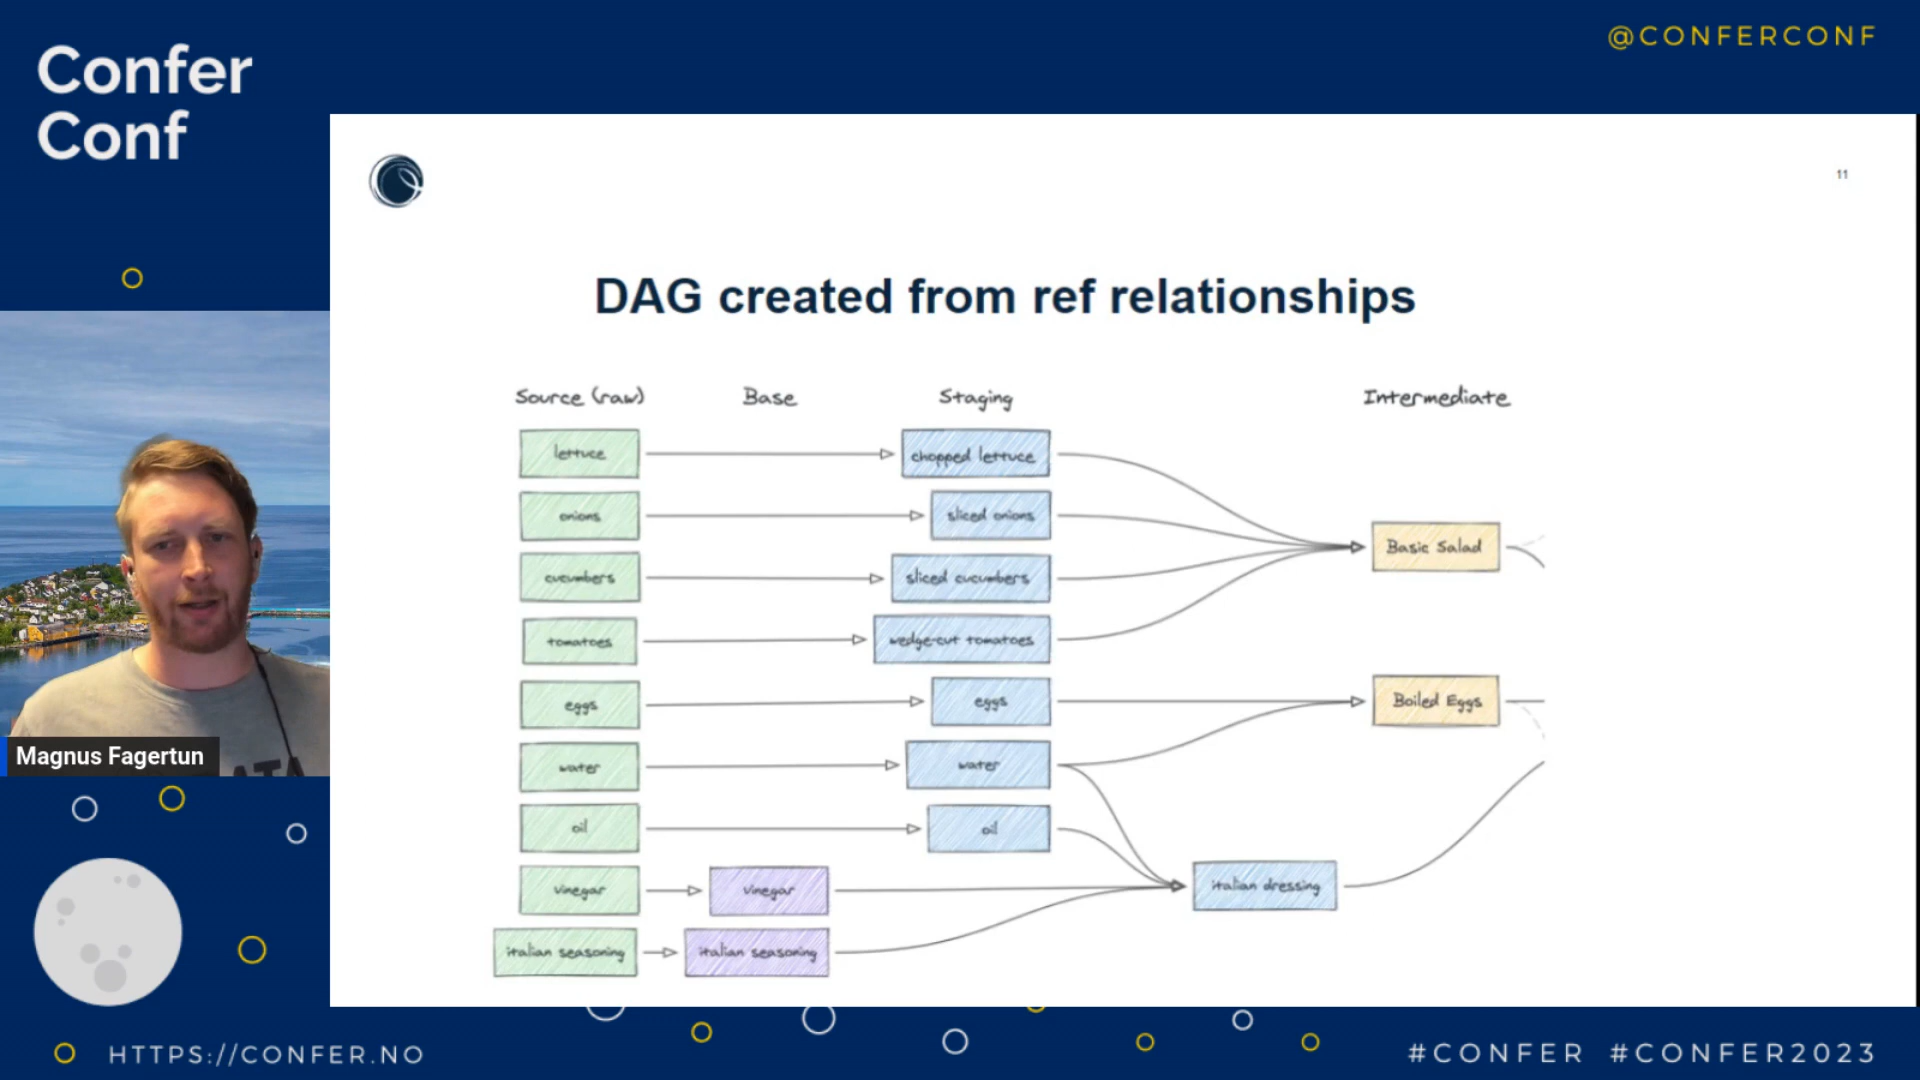 Confer
Conf
@CONFERCONF
11
DAG created from ref relationships
Source (raw)
Base
Staging
Intermediate
lettuce
chopped lettuce
onions
sliced onions
Basic Salad
cucumbers
sliced cucumbers
tomatoes
wedge-cut tomatoes
eggs
eggs
Boiled Eggs
water
water
oil
oil
vinegar
vinegar
italian dressing
italian seasoning
italian seasoning
Magnus Fagertun
HTTPS://CONFER.NO
#CONFER #CONFER2023